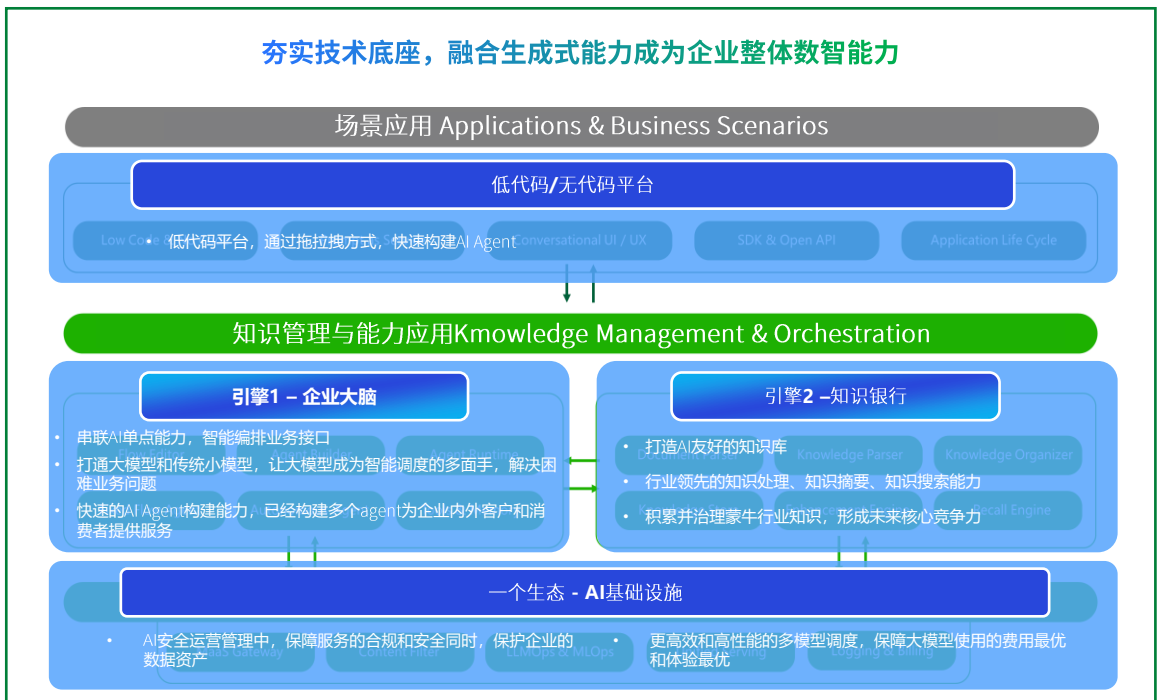 夯实技术底座，融合生成式能力成为企业整体数智能力
场景应用 Applications & Business Scenarios
低代码/无代码平台
• 低代码平台，通过拖拉拽方式，快速构建AI Agent
Conversational UI / UX
SDK & Open API
Application Life Cycle
知识管理与能力应用Kmowledge Management & Orchestration
引擎1 – 企业大脑
• 串联AI单点能力，智能编排业务接口
• 打通大模型和传统小模型，让大模型成为智能调度的多面手，解决困
难业务问题
• 快速的AI Agent构建能力，已经构建多个agent为企业内外客户和消
费者提供服务
引擎2 –知识银行
• 打造AI友好的知识库
Document Parser
Knowledge Parser
Knowledge Organizer
• 行业领先的知识处理、知识摘要、知识搜索能力
• 积累并治理蒙牛行业知识，形成未来核心竞争力
Recall Engine
一个生态 - AI基础设施
• AI安全运营管理中，保障服务的合规和安全同时，保护企业的
数据资产
• 更高效和高性能的多模型调度，保障大模型使用的费用最优
和体验最优
Gateway
Content Filter
LLMOps & MLOps
Logging & Billing